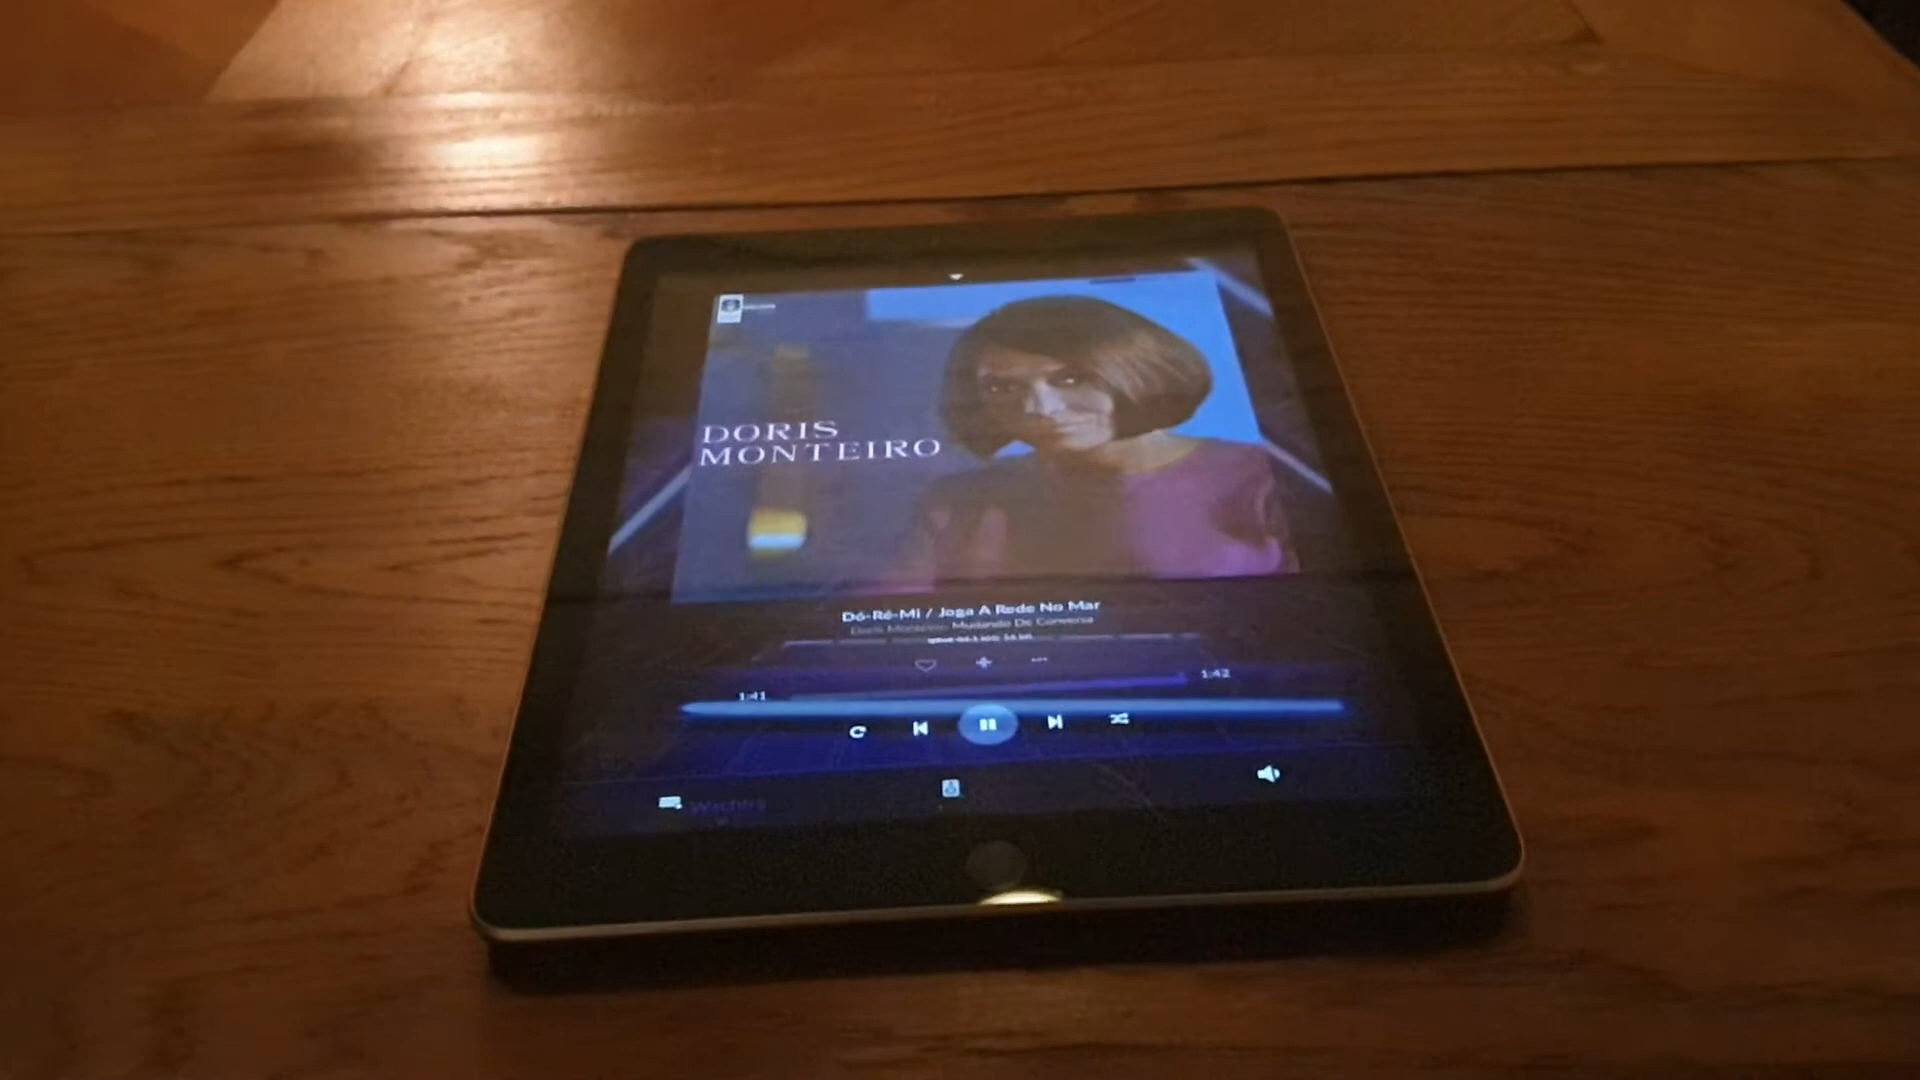 DORIS
MONTEIRO
Dó-Ré-Mi / Joga A Rede No Mar
Doris Monteiro - Mudando De Conversa
1:41
1:42